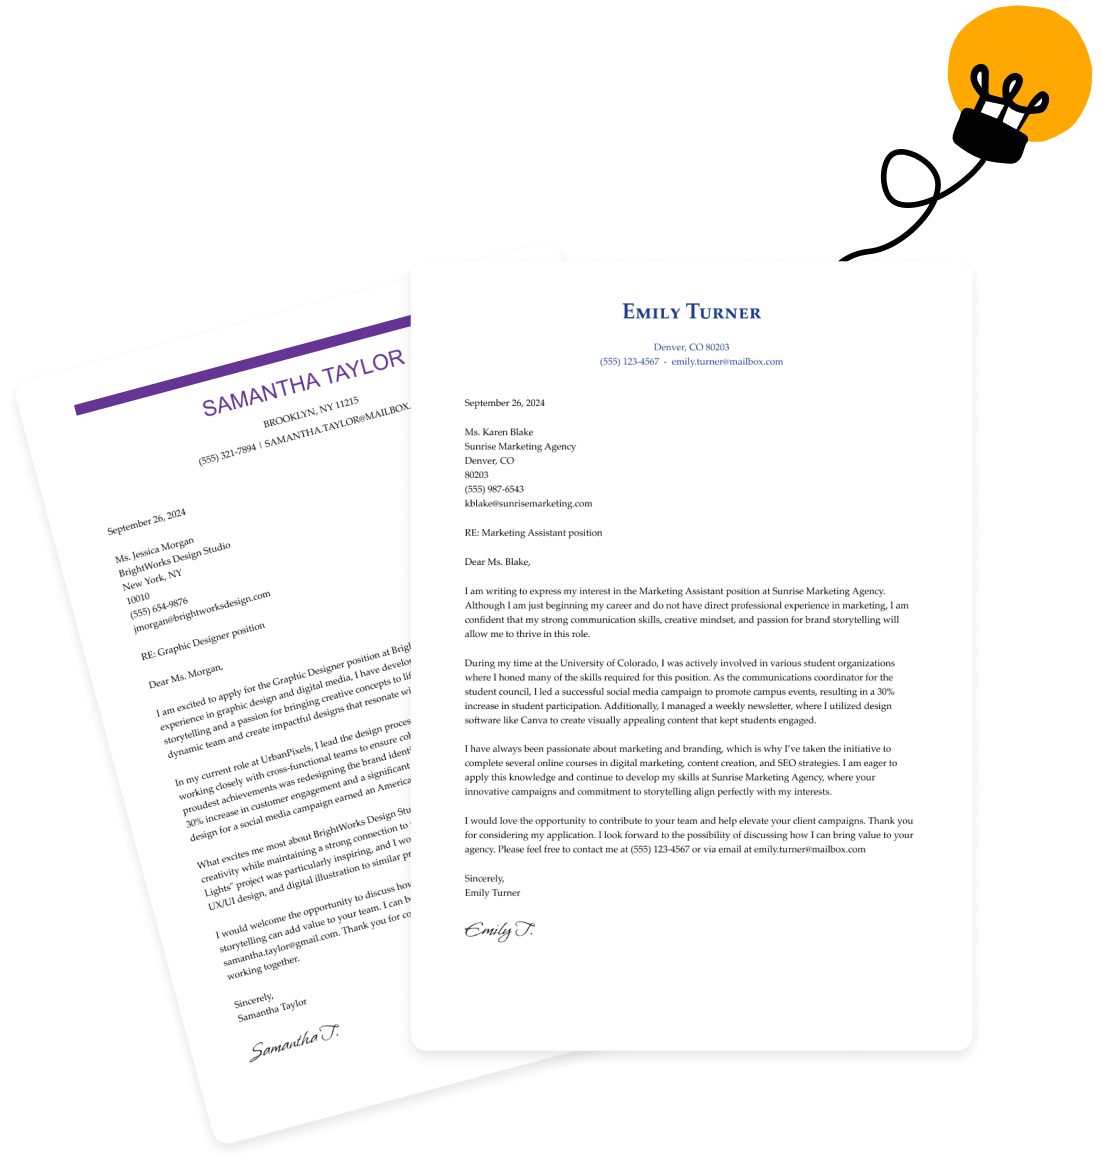 SAMANTHA TAYLOR
BROOKLYN, NY 11215
(555) 321-7894 | SAMANTHA.TAYLOR@MAILBOX.
September 26, 2024
Ms. Jessica Morgan
BrightWorks Design Studio
New York, NY
10010
(555) 654-9876
jmorgan@brightworksdesign.com
RE: Graphic Designer position
Dear Ms. Morgan,
I am excited to apply for the Graphic Designer position at Brigh
experience in graphic design and digital media, I have develo
storytelling and a passion for bringing creative concepts to lif
dynamic team and create impactful designs that resonate wi
In my current role at UrbanPixels, I lead the design proces
working closely with cross-functional teams to ensure col
proudest achievements was redesigning the brand identi
30% increase in customer engagement and a significant
design for a social media campaign earned an America
What excites me most about BrightWorks Design Stu
creativity while maintaining a strong connection to
Lights" project was particularly inspiring, and I wo
UX/UI design, and digital illustration to similar pr
I would welcome the opportunity to discuss how
storytelling can add value to your team. I can be
samantha.taylor@gmail.com. Thank you for co
working together.
Sincerely,
Samantha Taylor
Samantha T.
EMILY TURNER
Denver, CO 80203
(555) 123-4567 - emily.turner@mailbox.com
September 26, 2024
Ms. Karen Blake
Sunrise Marketing Agency
Denver, CO
80203
(555) 987-6543
kblake@sunrisemarketing.com
RE: Marketing Assistant position
Dear Ms. Blake,
I am writing to express my interest in the Marketing Assistant position at Sunrise Marketing Agency.
Although I am just beginning my career and do not have direct professional experience in marketing, I am
confident that my strong communication skills, creative mindset, and passion for brand storytelling will
allow me to thrive in this role.
During my time at the University of Colorado, I was actively involved in various student organizations
where I honed many of the skills required for this position. As the communications coordinator for the
student council, I led a successful social media campaign to promote campus events, resulting in a 30%
increase in student participation. Additionally, I managed a weekly newsletter, where I utilized design
software like Canva to create visually appealing content that kept students engaged.
I have always been passionate about marketing and branding, which is why I've taken the initiative to
complete several online courses in digital marketing, content creation, and SEO strategies. I am eager to
apply this knowledge and continue to develop my skills at Sunrise Marketing Agency, where your
innovative campaigns and commitment to storytelling align perfectly with my interests.
I would love the opportunity to contribute to your team and help elevate your client campaigns. Thank you
for considering my application. I look forward to the possibility of discussing how I can bring value to your
agency. Please feel free to contact me at (555) 123-4567 or via email at emily.turner@mailbox.com
Sincerely,
Emily Turner
Emily T.